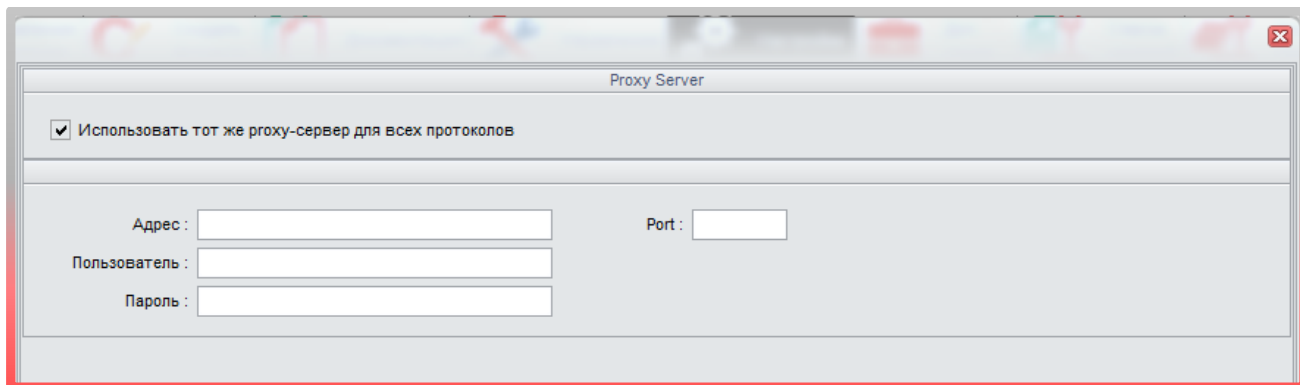 Proxy Server
Использовать тот же proxy-сервер для всех протоколов
Адрес :
Port :
Пользователь :
Пароль :